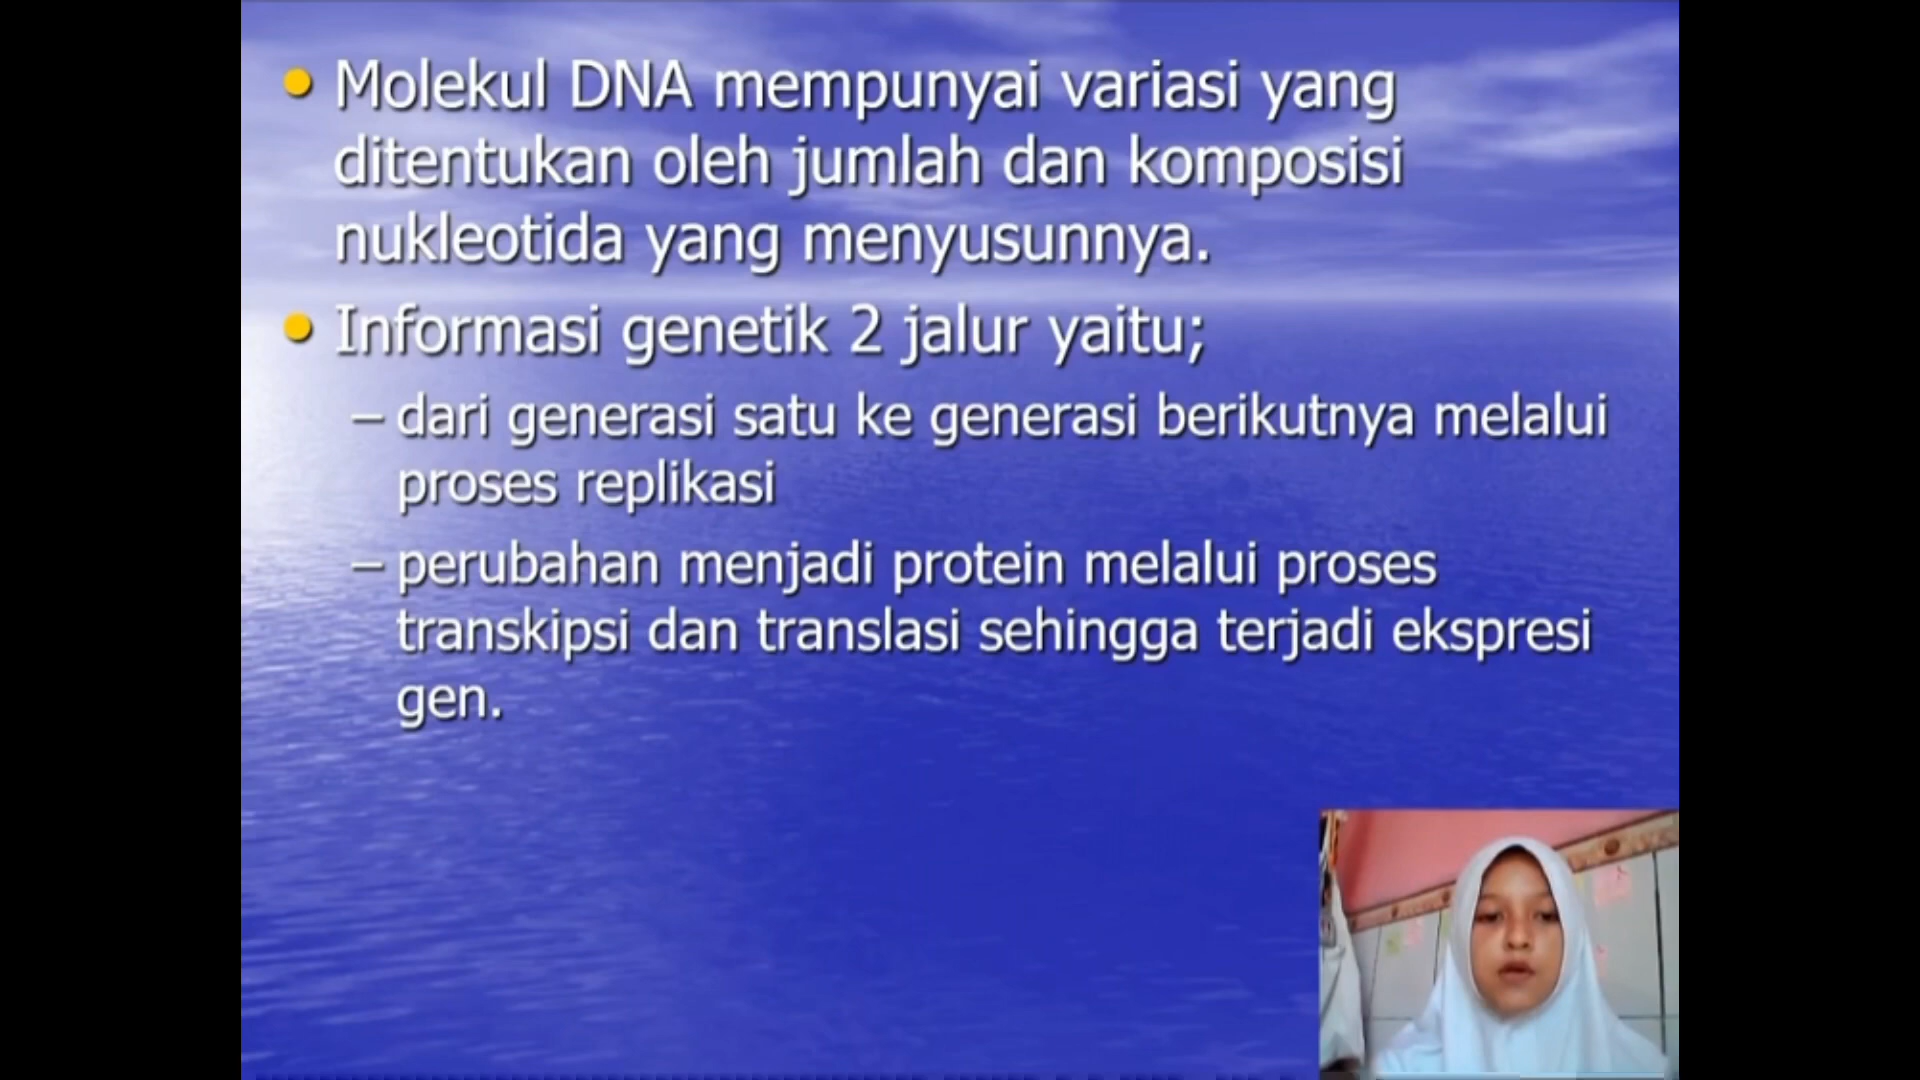 • Molekul DNA mempunyai variasi yang
ditentukan oleh jumlah dan komposisi
nukleotida yang menyusunnya.
• Informasi genetik 2 jalur yaitu;
– dari generasi satu ke generasi berikutnya melalui
proses replikasi
– perubahan menjadi protein melalui proses
transkipsi dan translasi sehingga terjadi ekspresi
gen.